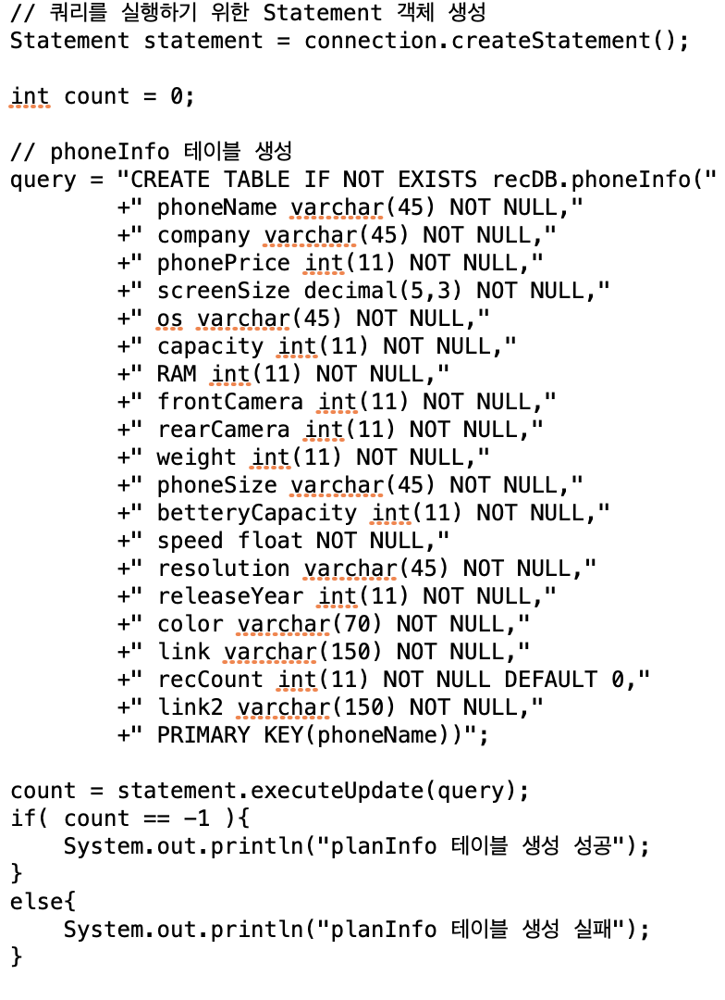 // 쿼리를 실행하기 위한 Statement 객체 생성
Statement statement = connection.createStatement();
int count = 0;
// phoneInfo 테이블 생성
query = "CREATE TABLE IF NOT EXISTS recDB.phoneInfo("
+" phoneName varchar(45) NOT NULL,"
+" company varchar(45) NOT NULL,"
+" phonePrice int(11) NOT NULL,"
+" screenSize decimal(5,3) NOT NULL,"
+" os varchar(45) NOT NULL,"
+" capacity int(11) NOT NULL,"
+" RAM int(11) NOT NULL,"
+" frontCamera int(11) NOT NULL,"
+" rearCamera int(11) NOT NULL,"
+" weight int(11) NOT NULL,"
+" phoneSize varchar(45) NOT NULL,"
+" betteryCapacity int(11) NOT NULL,"
+" speed float NOT NULL,"
+" resolution varchar(45) NOT NULL,"
+" releaseYear int(11) NOT NULL,"
+" color varchar(70) NOT NULL,"
+" link varchar(150) NOT NULL,"
+" recCount int(11) NOT NULL DEFAULT 0,"
+" link2 varchar(150) NOT NULL,"
+" PRIMARY KEY(phoneName))";
count = statement.executeUpdate(query);
if( count == -1 ){
System.out.println("planInfo 테이블 생성 성공");
}
else{
System.out.println("planInfo 테이블 생성 실패");
}